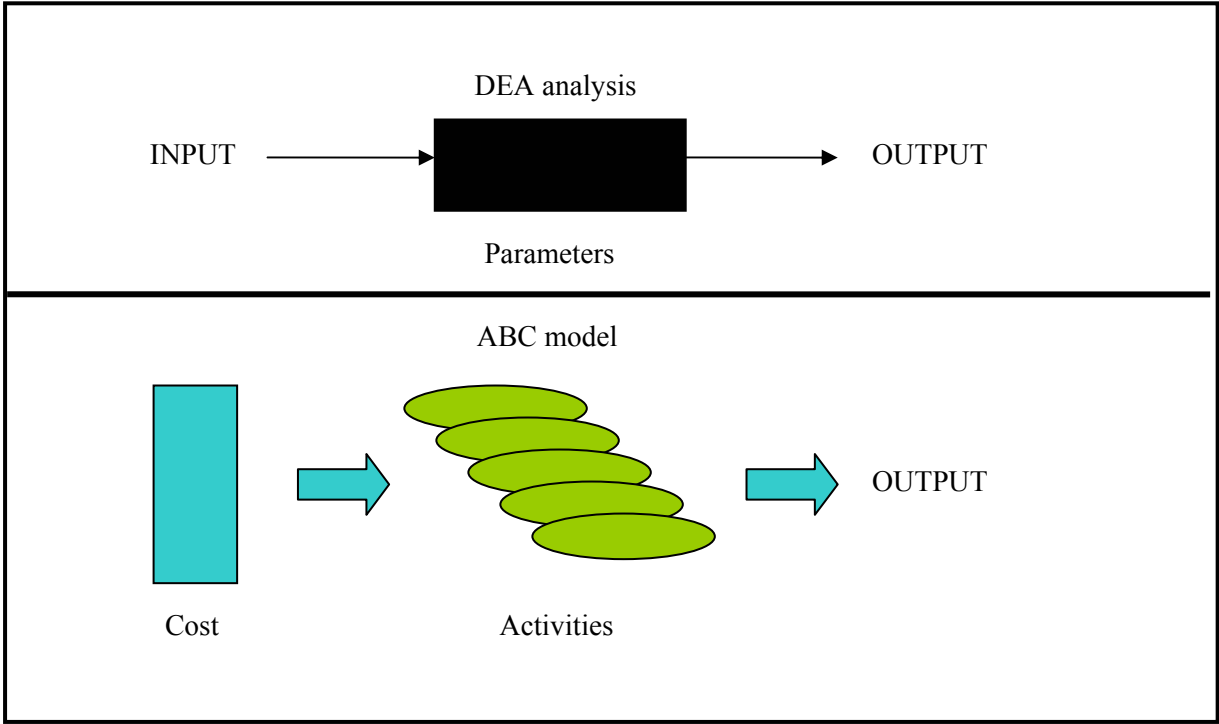 DEA analysis
INPUT
OUTPUT
Parameters
ABC model
OUTPUT
Cost
Activities